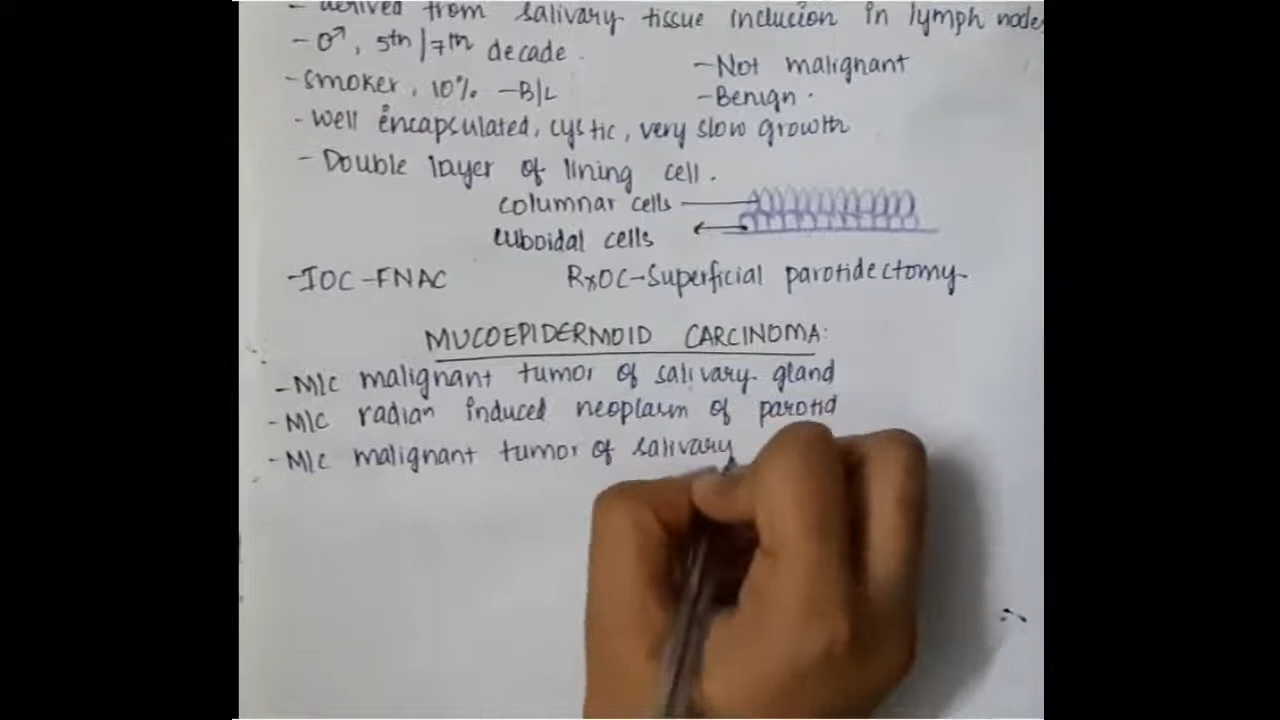 - derived from salivary tissue inclusion in lymph node
- ♂, 5th/7th decade.
- Not malignant
- smoker, 10% - B/L
- Benign.
- Well encapsulated, cystic, very slow growth
- Double layer of lining cell.
columnar cells
cuboidal cells
- IOC - FNAC RxOC - Superficial parotidectomy
MUCOEPIDERMOID CARCINOMA:
- M/C malignant tumor of salivary gland
- M/C radian induced neoplasm of parotid
- M/C malignant tumor of salivary